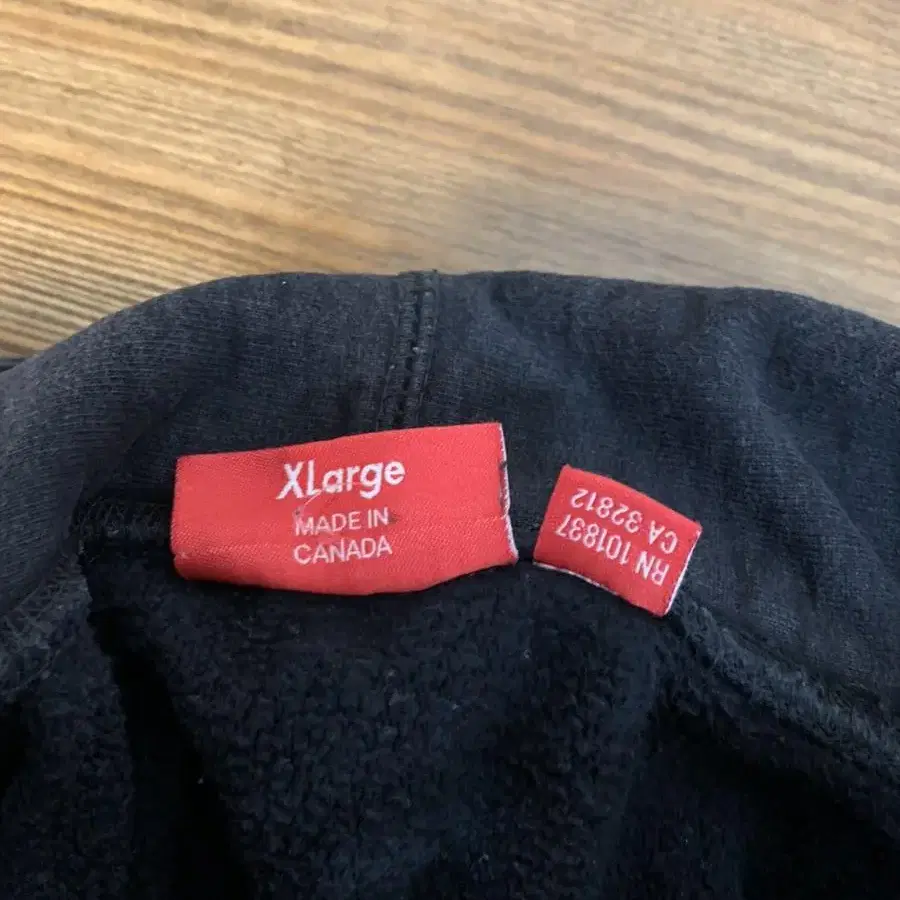 XLarge
MADE IN
CANADA
RN 101837
CA 32812